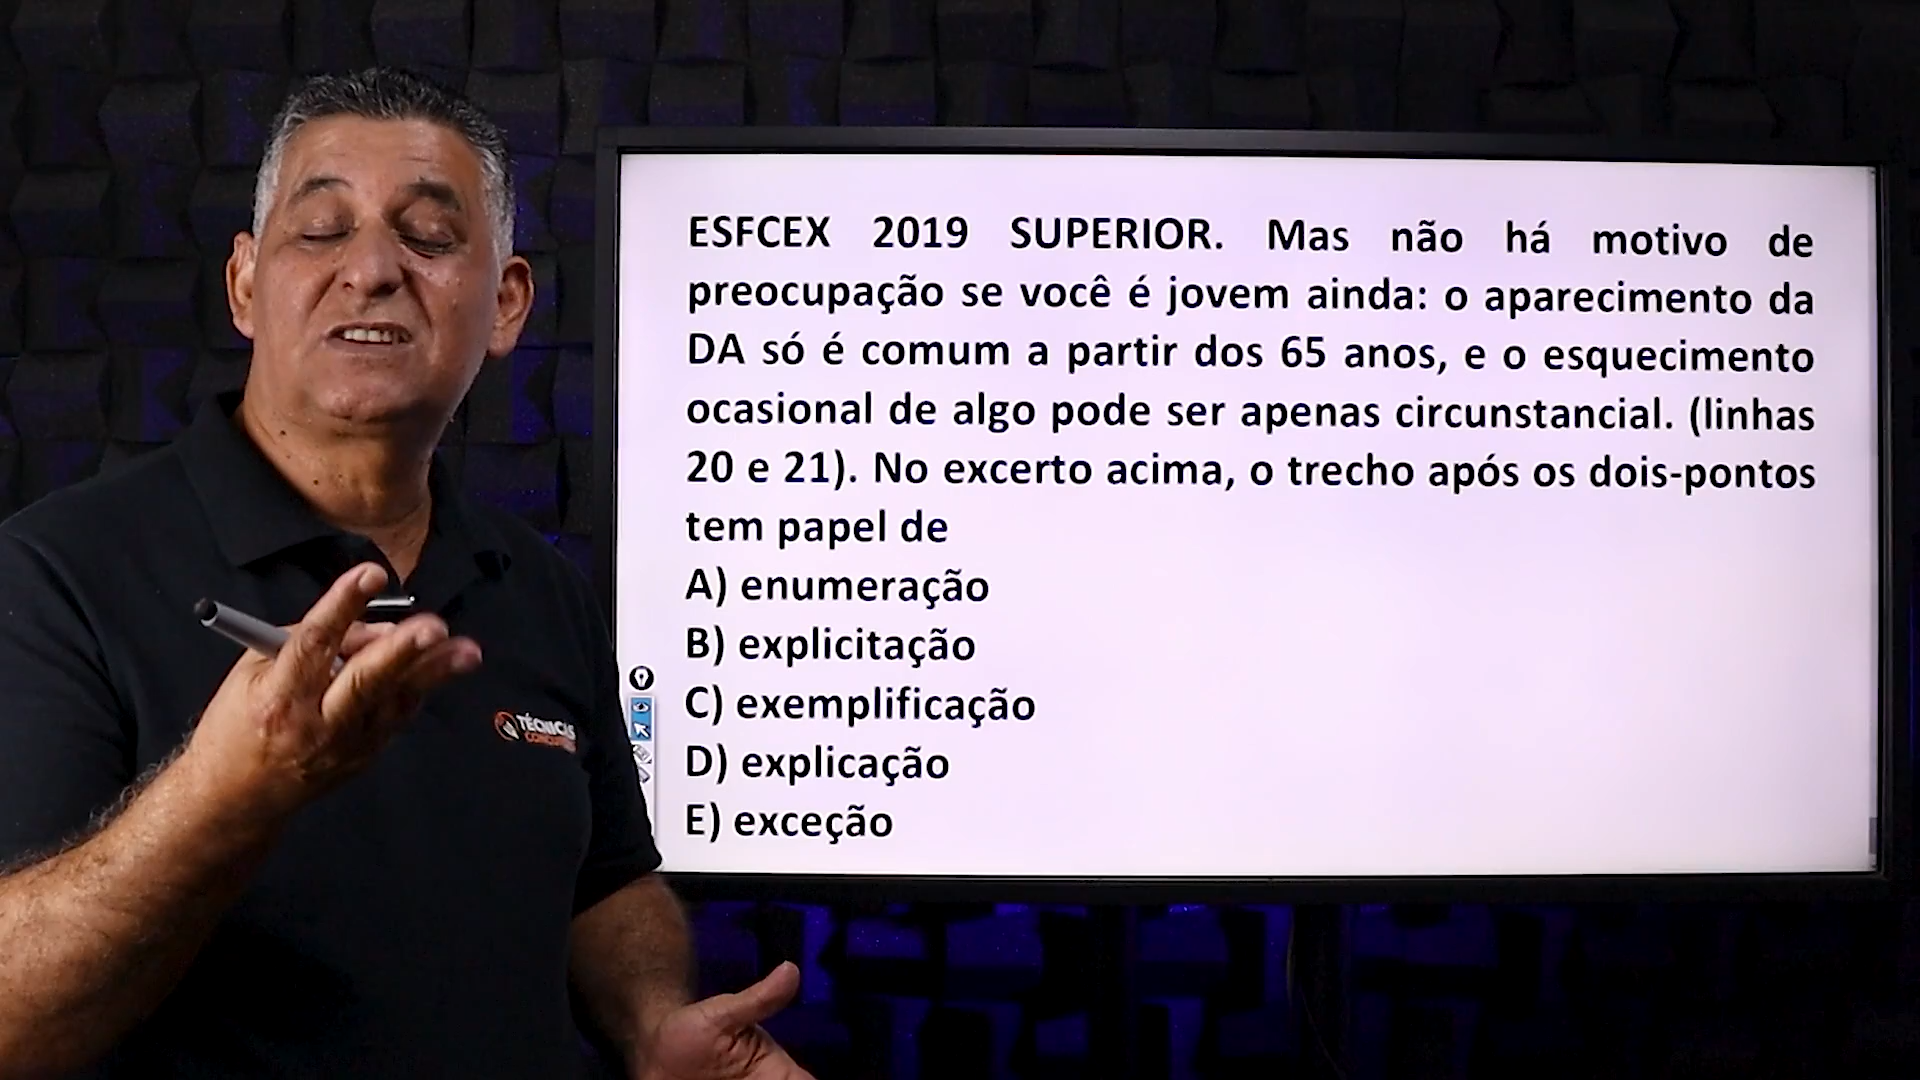 ESFCEX 2019 SUPERIOR. Mas não há motivo de
preocupação se você é jovem ainda: o aparecimento da
DA só é comum a partir dos 65 anos, e o esquecimento
ocasional de algo pode ser apenas circunstancial. (linhas
20 e 21). No excerto acima, o trecho após os dois-pontos
tem papel de
A) enumeração
B) explicitação
C) exemplificação
D) explicação
E) exceção
TÉCNICAS